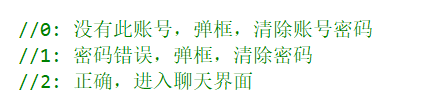 //0: 没有此账号，弹框，清除账号密码
//1: 密码错误，弹框，清除密码
//2: 正确，进入聊天界面